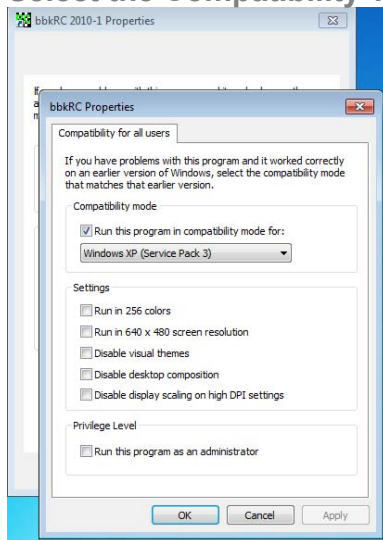 Select the Compatibility
bbkRC 2010-1 Properties
bbkRC Properties
Compatibility for all users
If you have problems with this program and it worked correctly
on an earlier version of Windows, select the compatibility mode
that matches that earlier version.
Compatibility mode
Run this program in compatibility mode for:
Windows XP (Service Pack 3)
Settings
Run in 256 colors
Run in 640 x 480 screen resolution
Disable visual themes
Disable desktop composition
Disable display scaling on high DPI settings
Privilege Level
Run this program as an administrator
OK
Cancel
Apply